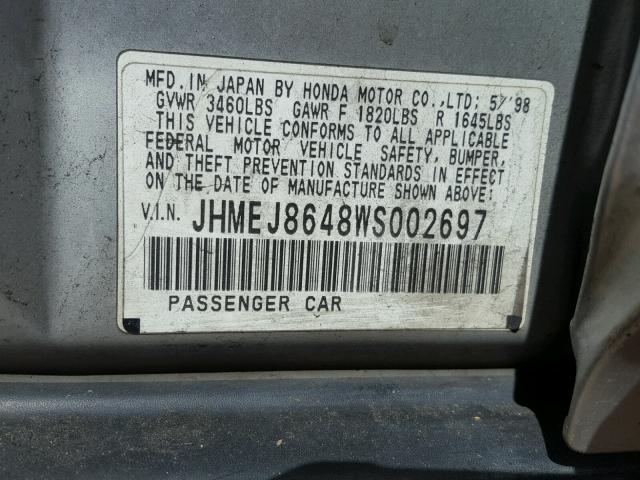 MFD. IN JAPAN BY HONDA MOTOR CO., LTD; 5/'98
GVWR 3460LBS GAWR F 1820LBS R 1645LBS
THIS VEHICLE CONFORMS TO ALL APPLICABLE
FEDERAL MOTOR VEHICLE SAFETY, BUMPER,
AND THEFT PREVENTION STANDARDS IN EFFECT
ON THE DATE OF MANUFACTURE SHOWN ABOVE:
V.I.N. JHMEJ8648WS002697
PASSENGER CAR